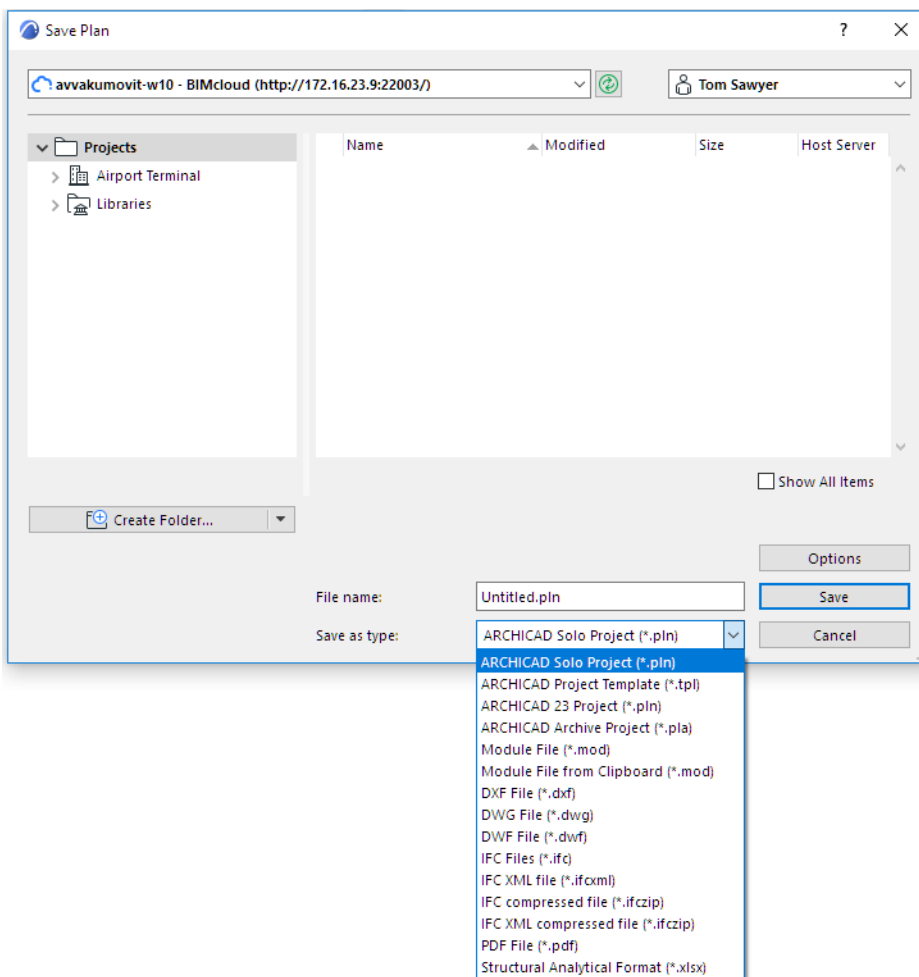 Save Plan
?
avvakumovit-w10 - BIMcloud (http://172.16.23.9:22003/)
Tom Sawyer
Projects
Airport Terminal
Libraries
Name Modified Size Host Server
Show All Items
Create Folder...
Options
File name: Untitled.pln Save
Save as type: ARCHICAD Solo Project (*.pln) Cancel
ARCHICAD Solo Project (*.pln)
ARCHICAD Project Template (*.tpl)
ARCHICAD 23 Project (*.pln)
ARCHICAD Archive Project (*.pla)
Module File (*.mod)
Module File from Clipboard (*.mod)
DXF File (*.dxf)
DWG File (*.dwg)
DWF File (*.dwf)
IFC Files (*.ifc)
IFC XML file (*.ifcxml)
IFC compressed file (*.ifczip)
IFC XML compressed file (*.ifczip)
PDF File (*.pdf)
Structural Analytical Format (*.xlsx)